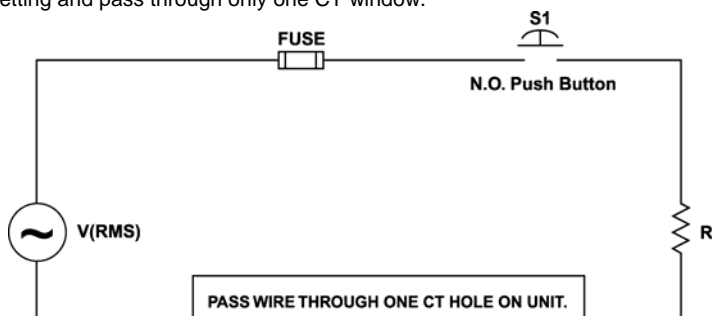 etting and pass through only one CT window.
S1
FUSE
N.O. Push Button
V(RMS)
R
PASS WIRE THROUGH ONE CT HOLE ON UNIT.